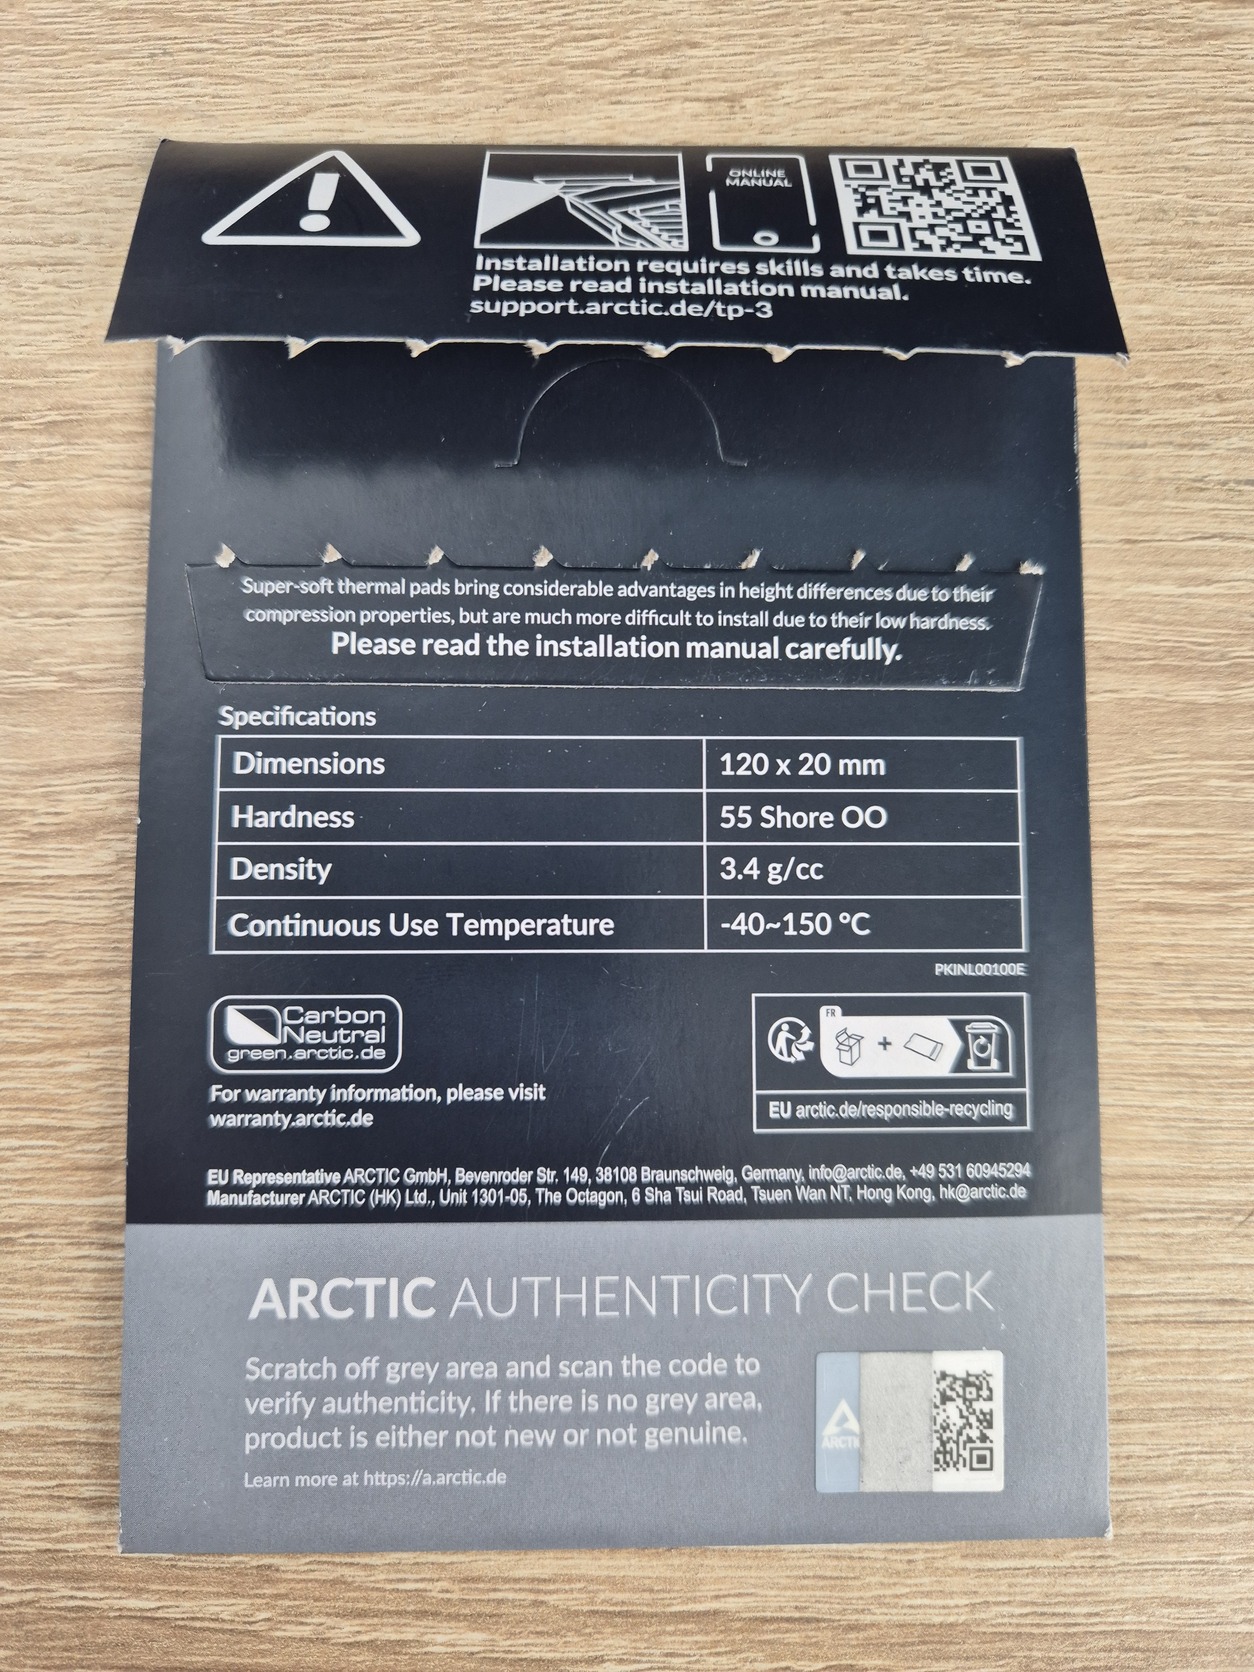 ONLINE
MANUAL
Installation requires skills and takes time.
Please read installation manual.
support.arctic.de/tp-3
Super-soft thermal pads bring considerable advantages in height differences due to their
compression properties, but are much more difficult to install due to their low hardness.
Please read the installation manual carefully.
Specifications
Dimensions 120 x 20 mm
Hardness 55 Shore OO
Density 3.4 g/cc
Continuous Use Temperature -40~150 °C
PKINL00100E
Carbon
Neutral
green.arctic.de
FR
+
EU arctic.de/responsible-recycling
For warranty information, please visit
warranty.arctic.de
EU Representative ARCTIC GmbH, Bevenroder Str. 149, 38108 Braunschweig, Germany, info@arctic.de, +49 531 60945294
Manufacturer ARCTIC (HK) Ltd., Unit 1301-05, The Octagon, 6 Sha Tsui Road, Tsuen Wan NT, Hong Kong, hk@arctic.de
ARCTIC AUTHENTICITY CHECK
Scratch off grey area and scan the code to
verify authenticity. If there is no grey area,
product is either not new or not genuine.
Learn more at https://a.arctic.de
ARCTI